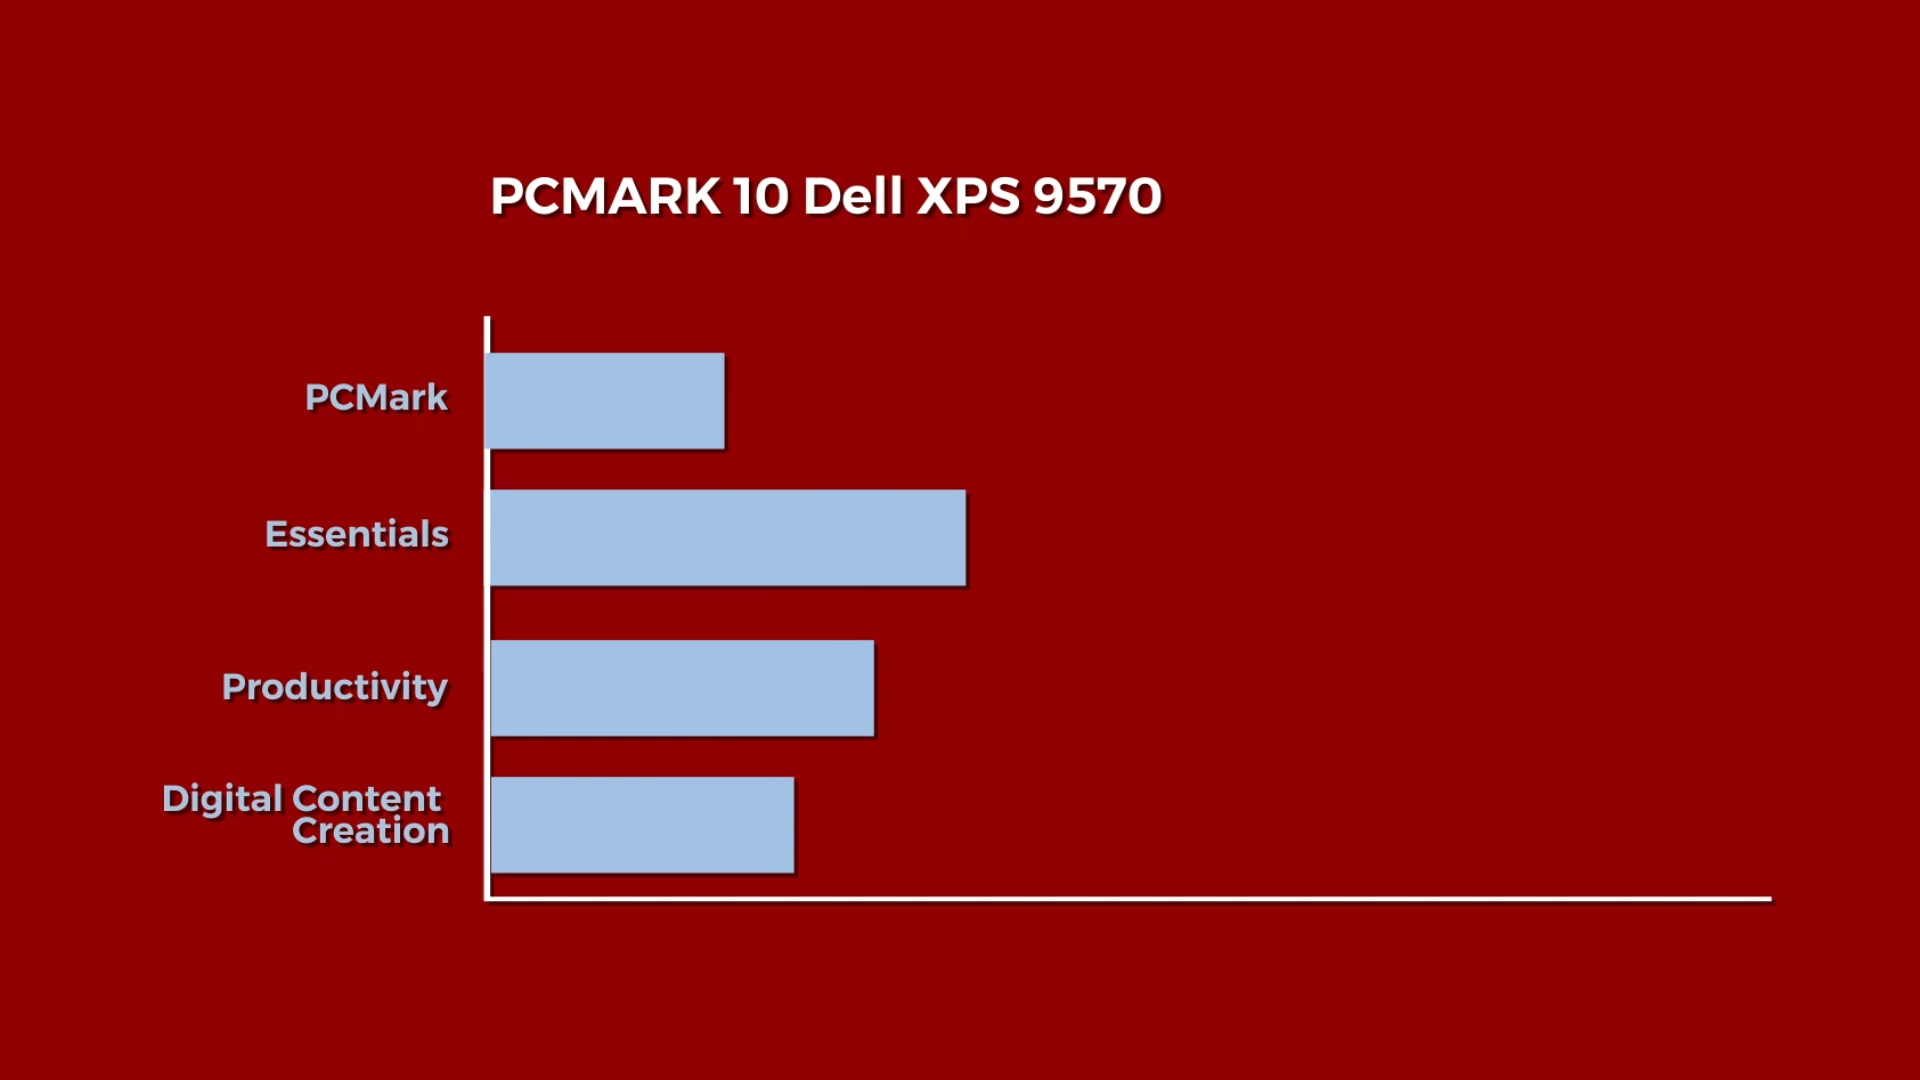 PCMARK 10 Dell XPS 9570
PCMark
Essentials
Productivity
Digital Content
Creation